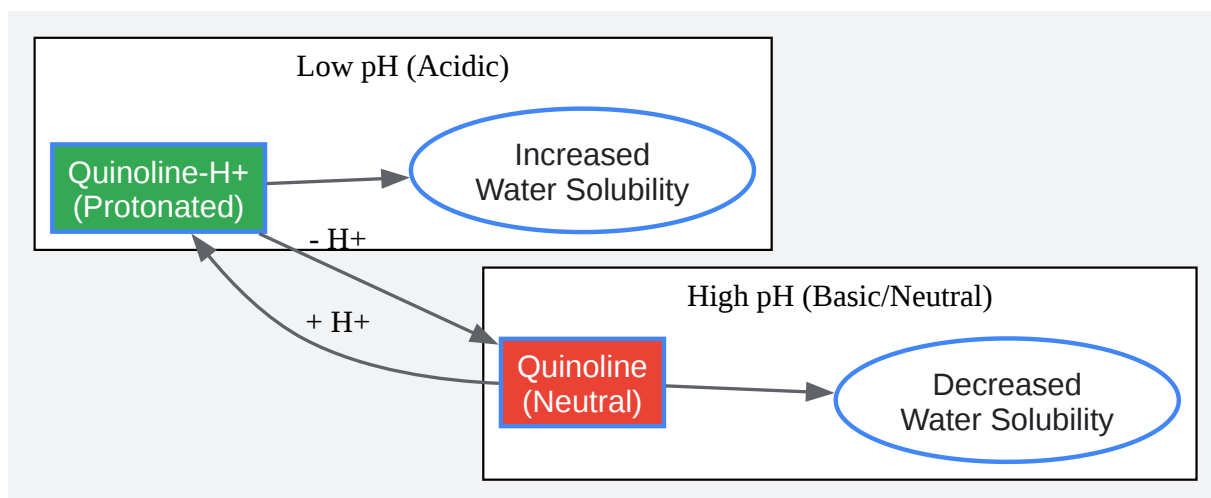 Low pH (Acidic)
Quinoline-H+
(Protonated)
Increased
Water Solubility
- H+
+ H+
High pH (Basic/Neutral)
Quinoline
(Neutral)
Decreased
Water Solubility